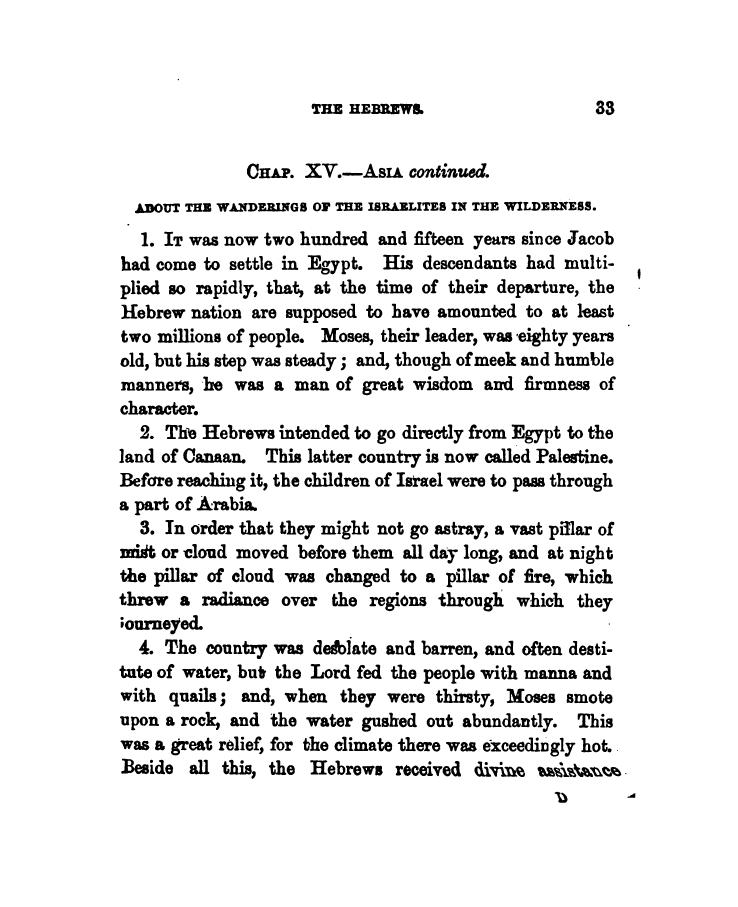 THE HEBREWS. 33
CHAP. XV.—ASIA continued.
ABOUT THE WANDERINGS OF THE ISRAELITES IN THE WILDERNESS.
1. IT was now two hundred and fifteen years since Jacob
had come to settle in Egypt. His descendants had multi-
plied so rapidly, that, at the time of their departure, the
Hebrew nation are supposed to have amounted to at least
two millions of people. Moses, their leader, was eighty years
old, but his step was steady; and, though of meek and humble
manners, he was a man of great wisdom and firmness of
character.
2. The Hebrews intended to go directly from Egypt to the
land of Canaan. This latter country is now called Palestine.
Before reaching it, the children of Israel were to pass through
a part of Arabia.
3. In order that they might not go astray, a vast pillar of
mist or cloud moved before them all day long, and at night
the pillar of cloud was changed to a pillar of fire, which
threw a radiance over the regions through which they
journeyed.
4. The country was desolate and barren, and often desti-
tute of water, but the Lord fed the people with manna and
with quails; and, when they were thirsty, Moses smote
upon a rock, and the water gushed out abundantly. This
was a great relief, for the climate there was exceedingly hot.
Beside all this, the Hebrews received divine assistance
D